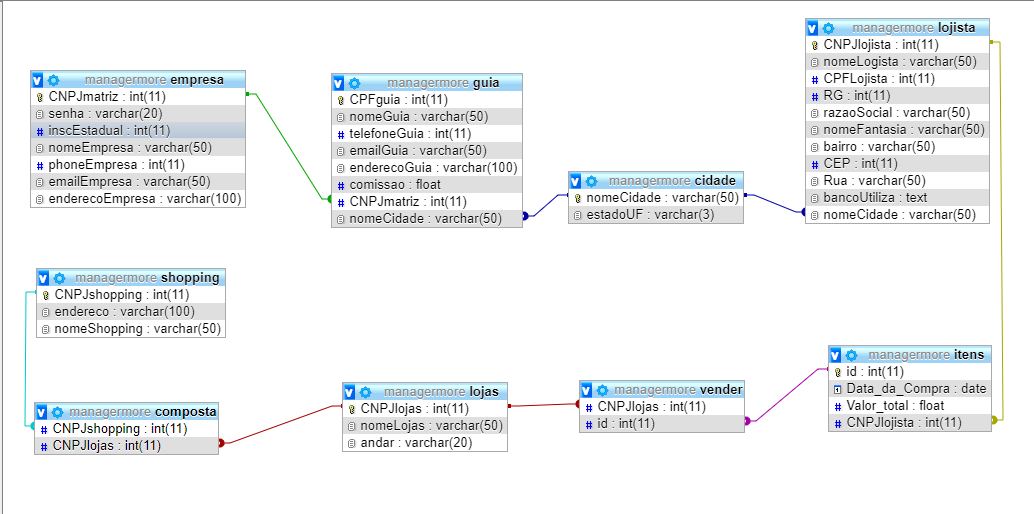 managermore empresa
CNPJmatriz : int(11)
senha : varchar(20)
inscEstadual : int(11)
nomeEmpresa : varchar(50)
phoneEmpresa : int(11)
emailEmpresa : varchar(50)
enderecoEmpresa : varchar(100)
managermore guia
CPFguia : int(11)
nomeGuia : varchar(50)
telefoneGuia : int(11)
emailGuia : varchar(50)
enderecoGuia : varchar(100)
comissao : float
CNPJmatriz : int(11)
nomeCidade : varchar(50)
managermore cidade
nomeCidade : varchar(50)
estadoUF : varchar(3)
managermore lojista
CNPJlojista : int(11)
nomeLogista : varchar(50)
CPFLojista : int(11)
RG : int(11)
razaoSocial : varchar(50)
nomeFantasia : varchar(50)
bairro : varchar(50)
CEP : int(11)
Rua : varchar(50)
bancoUtiliza : text
nomeCidade : varchar(50)
managermore shopping
CNPJshopping : int(11)
endereco : varchar(100)
nomeShopping : varchar(50)
managermore composta
CNPJshopping : int(11)
CNPJlojas : int(11)
managermore lojas
CNPJlojas : int(11)
nomeLojas : varchar(50)
andar : varchar(20)
managermore vender
CNPJlojas : int(11)
id : int(11)
managermore itens
id : int(11)
Data_da_Compra : date
Valor_total : float
CNPJlojista : int(11)